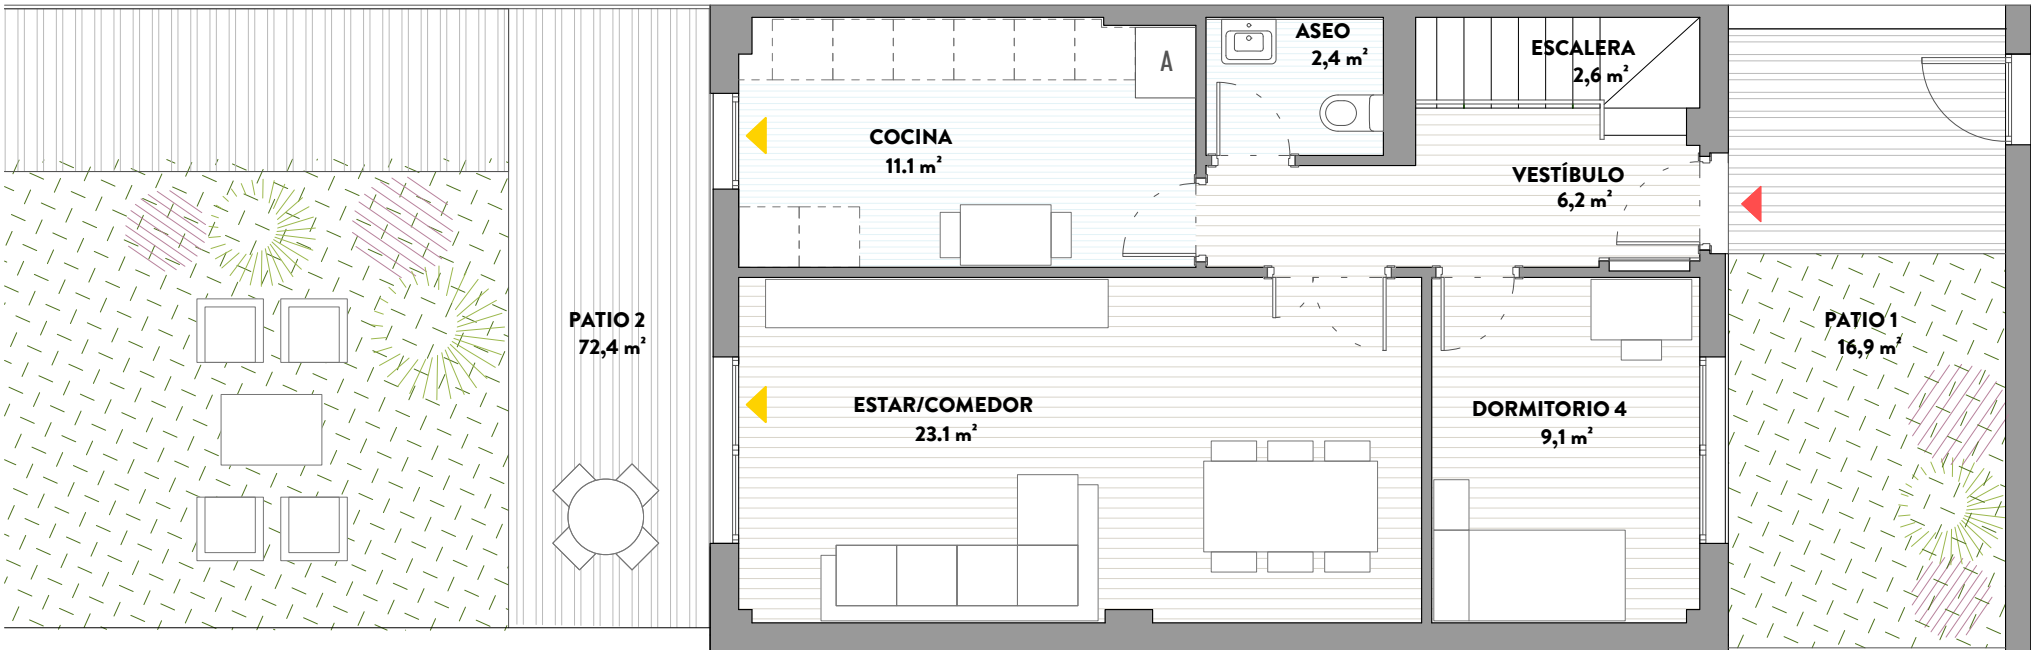 ASEO
2,4 m²
ESCALERA
2,6 m²
A
COCINA
11.1 m²
VESTÍBULO
6,2 m²
PATIO 2
72,4 m²
PATIO 1
16,9 m²
ESTAR/COMEDOR
23.1 m²
DORMITORIO 4
9,1 m²